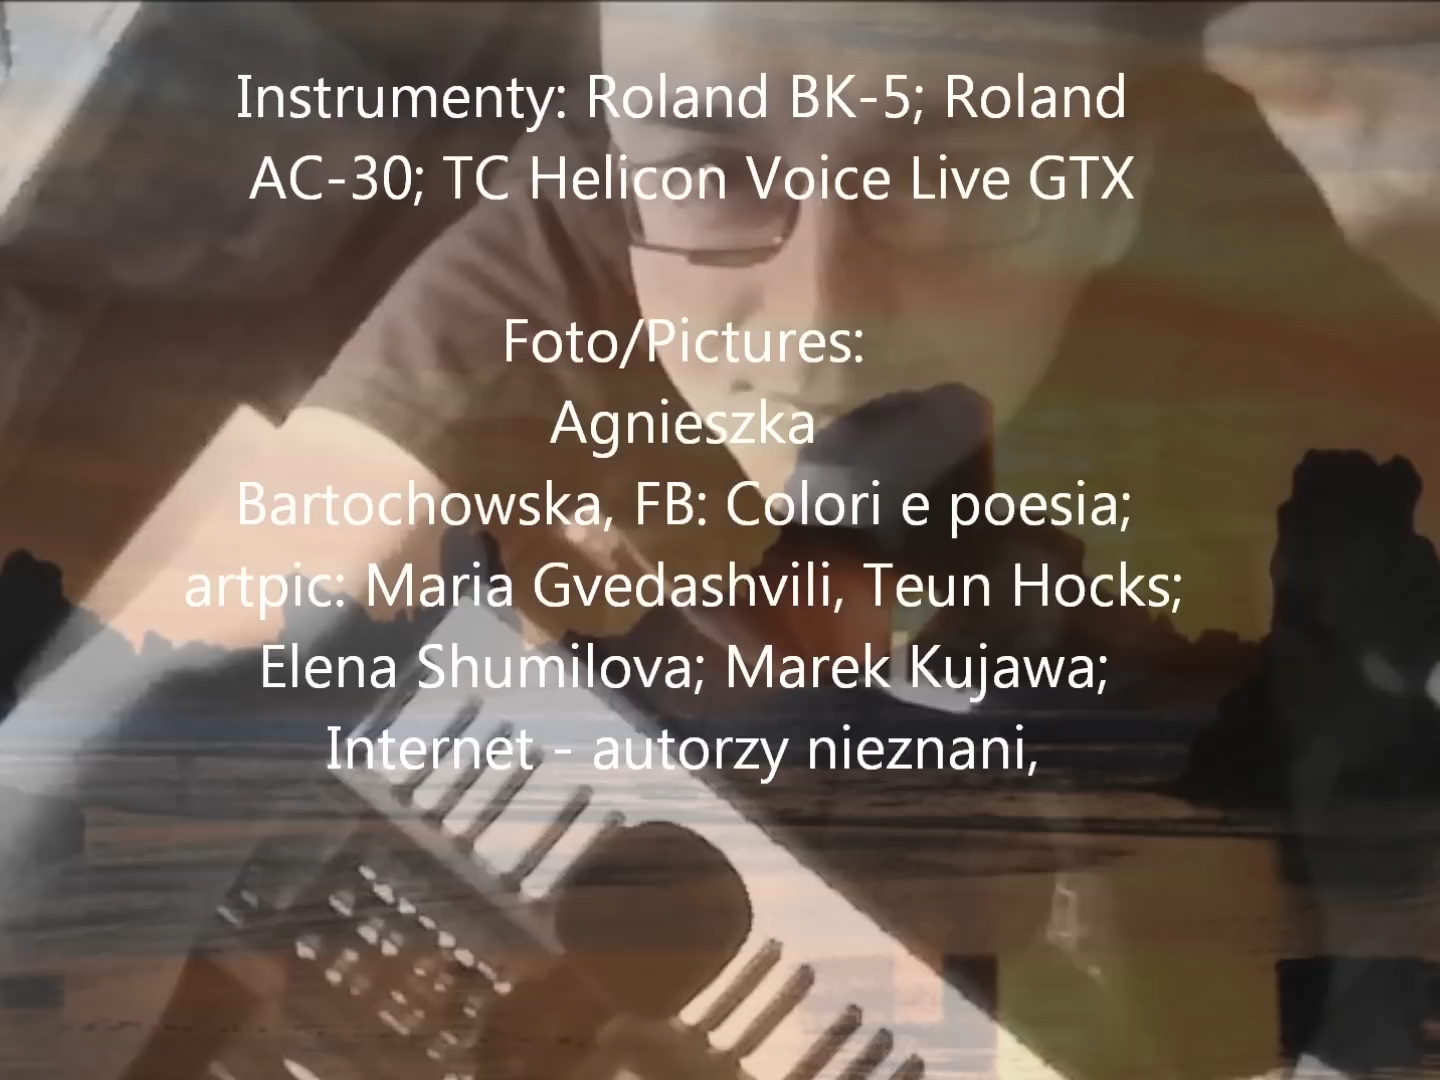 Instrumenty: Roland BK-5; Roland
AC-30; TC Helicon Voice Live GTX
Foto/Pictures:
Agnieszka
Bartochowska, FB: Colori e poesia;
artpic: Maria Gvedashvili, Teun Hocks;
Elena Shumilova; Marek Kujawa;
Internet - autorzy nieznani,